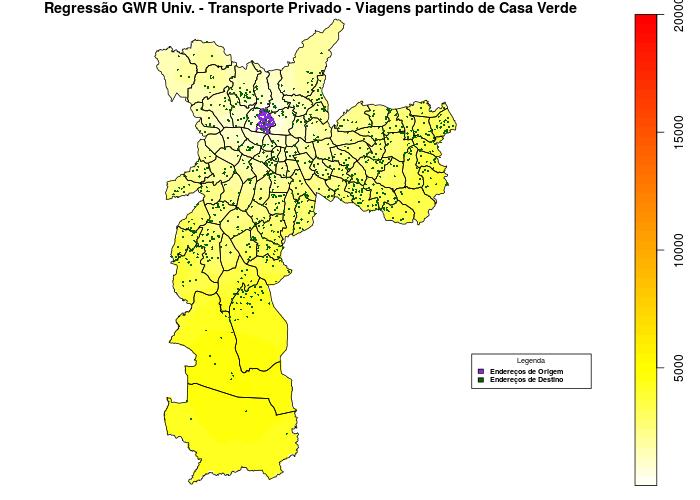 Regressão GWR Univ. - Transporte Privado - Viagens partindo de Casa Verde
20000
15000
10000
5000
Legenda
Endereços de Origem
Endereços de Destino